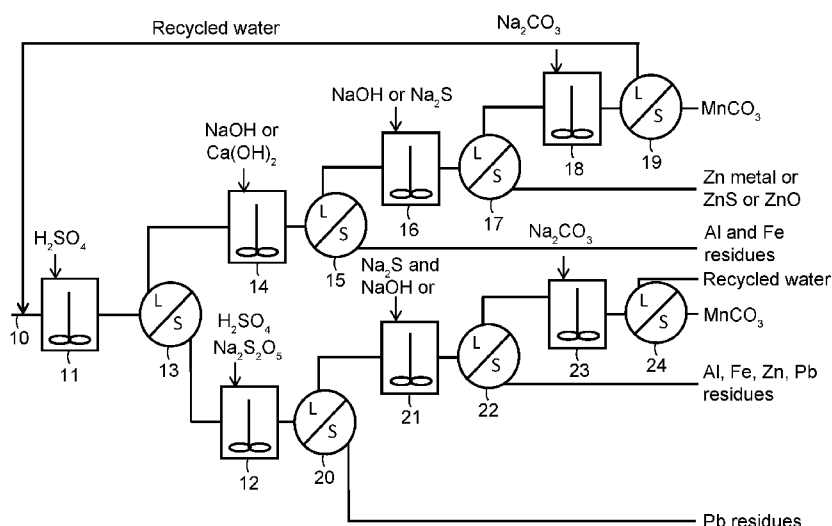 Recycled water
Na₂CO₃
L
S
19
MnCO₃
18
NaOH or Na₂S
16
L
S
17
Zn metal or
ZnS or ZnO
NaOH or
Ca(OH)₂
14
L
S
15
Al and Fe
residues
H₂SO₄
10
11
L
S
13
Na₂S and
NaOH or
21
L
S
22
Na₂CO₃
23
L
S
24
Recycled water
MnCO₃
Al, Fe, Zn, Pb
residues
H₂SO₄
Na₂S₂O₅
12
L
S
20
Pb residues